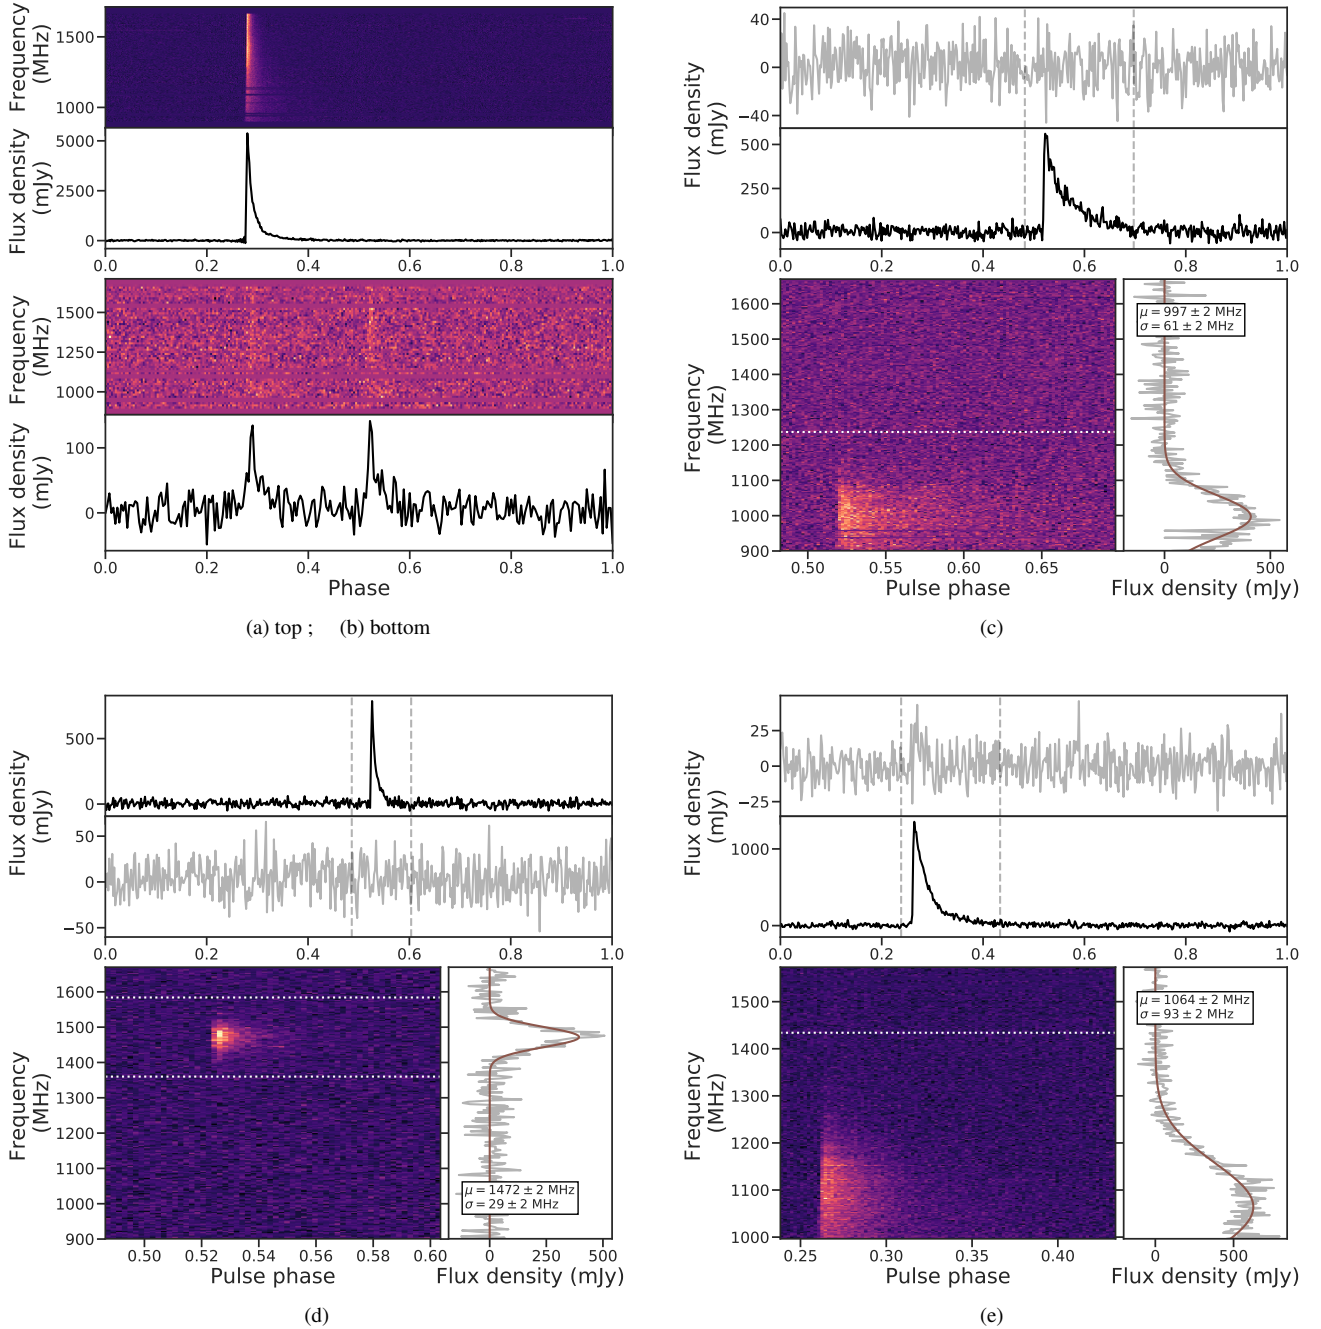 Frequency
(MHz)
1500
1000
Flux density
(mJy)
5000
2500
0
0.0 0.2 0.4 0.6 0.8 1.0
Frequency
(MHz)
1500
1250
1000
Flux density
(mJy)
100
0
0.0 0.2 0.4 0.6 0.8 1.0
Phase
(a) top ; (b) bottom
Flux density
(mJy)
40
0
−40
500
250
0
0.0 0.2 0.4 0.6 0.8 1.0
Frequency
(MHz)
1600
1500
1400
1300
1200
1100
1000
900
0.50 0.55 0.60 0.65
Pulse phase
μ = 997 ± 2 MHz
σ = 61 ± 2 MHz
0 500
Flux density (mJy)
(c)
Flux density
(mJy)
500
0
50
0
−50
0.0 0.2 0.4 0.6 0.8 1.0
Frequency
(MHz)
1600
1500
1400
1300
1200
1100
1000
900
0.50 0.52 0.54 0.56 0.58 0.60
Pulse phase
μ = 1472 ± 2 MHz
σ = 29 ± 2 MHz
0 250 500
Flux density (mJy)
(d)
Flux density
(mJy)
25
0
−25
1000
0
0.0 0.2 0.4 0.6 0.8 1.0
Frequency
(MHz)
1500
1400
1300
1200
1100
1000
0.25 0.30 0.35 0.40
Pulse phase
μ = 1064 ± 2 MHz
σ = 93 ± 2 MHz
0 500
Flux density (mJy)
(e)